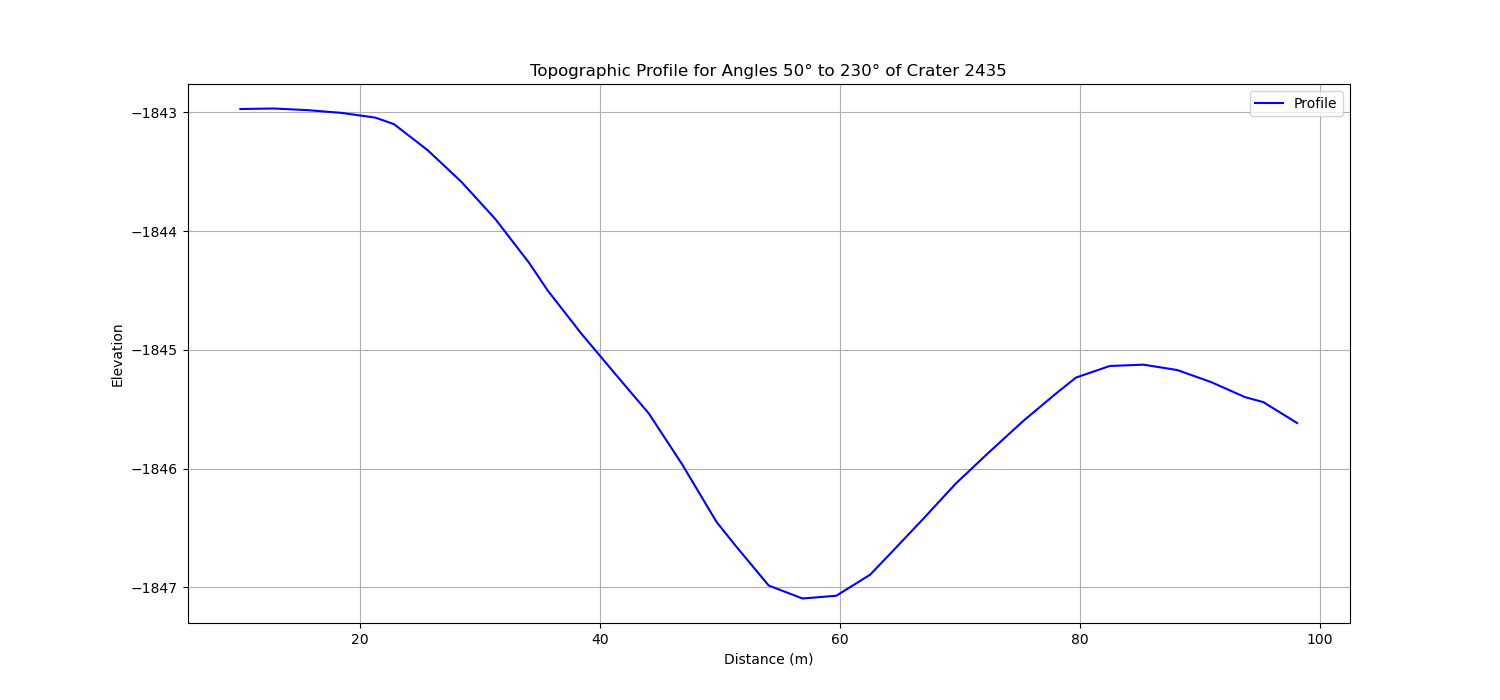 Topographic Profile for Angles 50° to 230° of Crater 2435
Profile
−1843
−1844
−1845
−1846
−1847
Elevation
20 40 60 80 100
Distance (m)